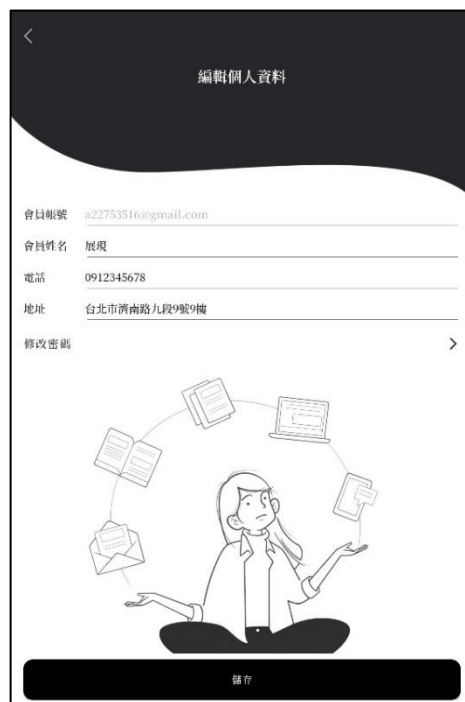 編輯個人資料
會員帳號 a22753516@gmail.com
會員姓名 展現
電話 0912345678
地址 台北市濟南路九段9號9樓
修改密碼
儲存